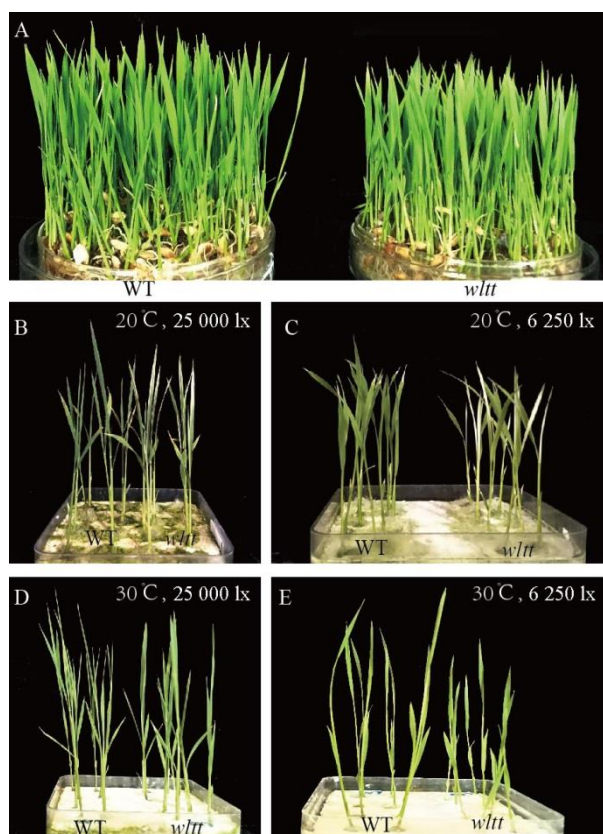 A
WT wltt
B 20℃, 25 000 lx
WT wltt
C 20℃, 6 250 lx
WT wltt
D 30℃, 25 000 lx
WT wltt
E 30℃, 6 250 lx
WT wltt